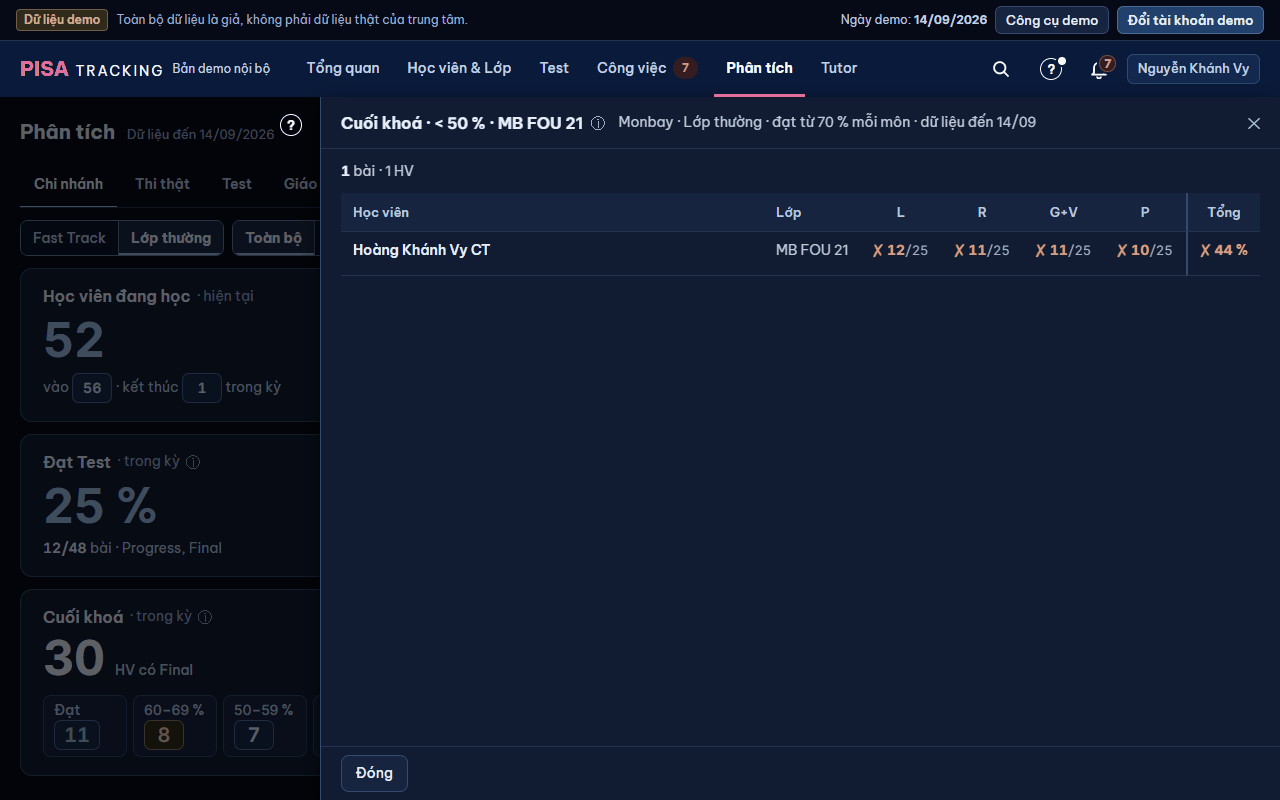 Dữ liệu demo Toàn bộ dữ liệu là giả, không phải dữ liệu thật của trung tâm. Ngày demo: 14/09/2026 Công cụ demo Đổi tài khoản demo
PISA TRACKING Bản demo nội bộ Tổng quan Học viên & Lớp Test Công việc 7 Phân tích Tutor ? 7 Nguyễn Khánh Vy
Phân tích Dữ liệu đến 14/09/2026 ?
Chi nhánh Thi thật Test Giáo
Fast Track Lớp thường Toàn bộ
Học viên đang học · hiện tại
52
vào 56 · kết thúc 1 trong kỳ
Đạt Test · trong kỳ ⓘ
25 %
12/48 bài · Progress, Final
Cuối khoá · trong kỳ ⓘ
30 HV có Final
Đạt 60–69 % 50–59 %
11 8 7
Cuối khoá · < 50 % · MB FOU 21 ⓘ Monbay · Lớp thường · đạt từ 70 % mỗi môn · dữ liệu đến 14/09
1 bài · 1 HV
Học viên Lớp L R G+V P Tổng
Hoàng Khánh Vy CT MB FOU 21 ✗ 12/25 ✗ 11/25 ✗ 11/25 ✗ 10/25 ✗ 44 %
Đóng